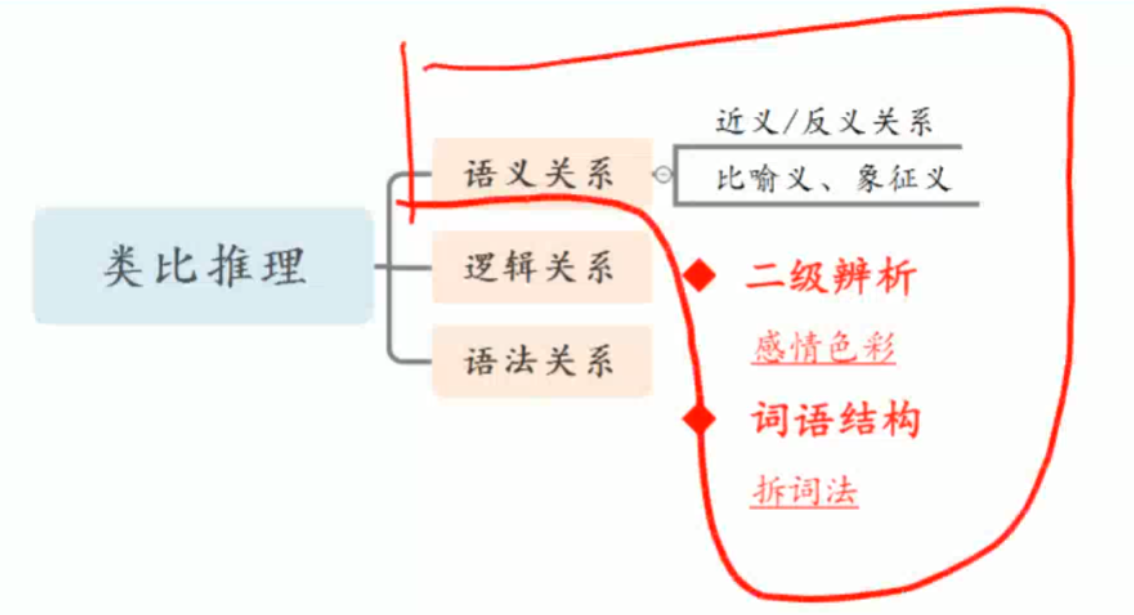 类比推理
语义关系
近义/反义关系
比喻义、象征义
逻辑关系
语法关系
二级辨析
感情色彩
词语结构
拆词法